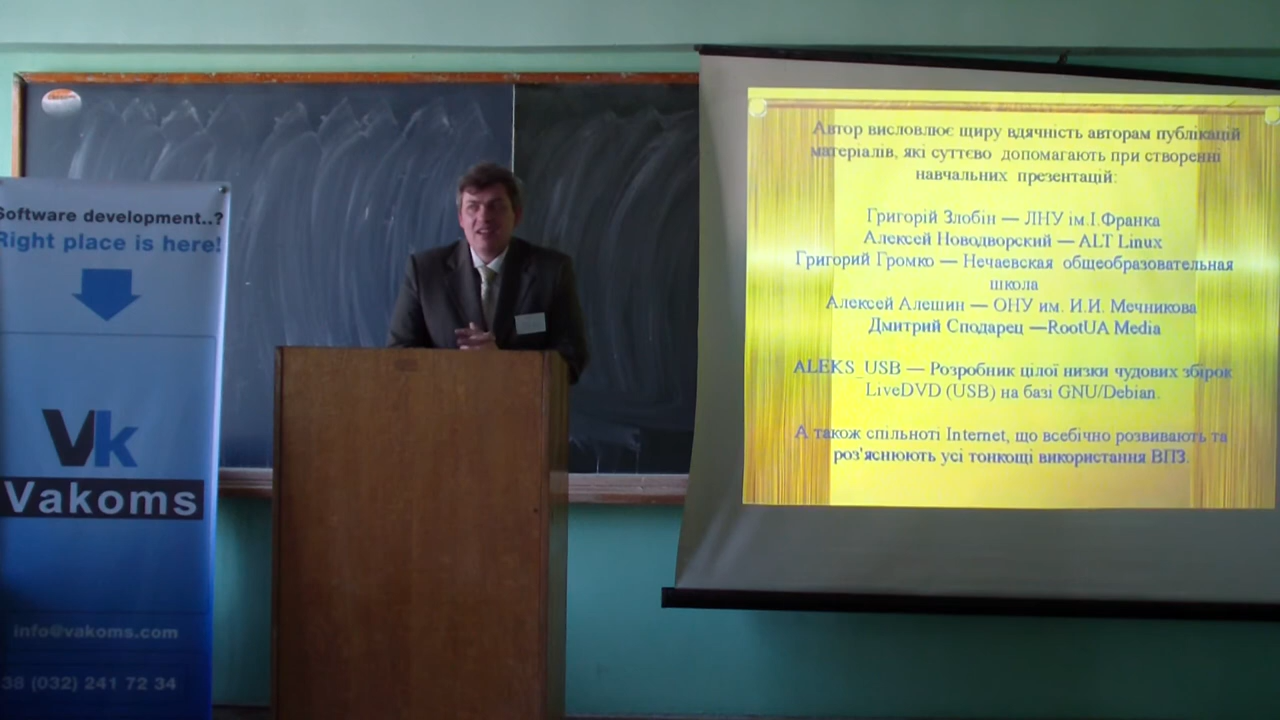 Software development..?
Right place is here!
Vk
Vakoms
info@vakoms.com
38 (032) 241 72 34
Автор висловлює щиру вдячність авторам публікацій
матеріалів, які суттєво допомагають при створенні
навчальних презентацій:
Григорій Злобін — ЛНУ ім.І.Франка
Алексей Новодворский — ALT Linux
Григорий Громко — Нечаевская общеобразовательная
школа
Алексей Алешин — ОНУ им. И.И. Мечникова
Дмитрий Сподарец —RootUA Media
ALEKS_USB — Розробник цілої низки чудових збірок
LiveDVD (USB) на базі GNU/Debian.
А також спільноті Internet, що всебічно розвивають та
роз'яснюють усі тонкощі використання ВПЗ.